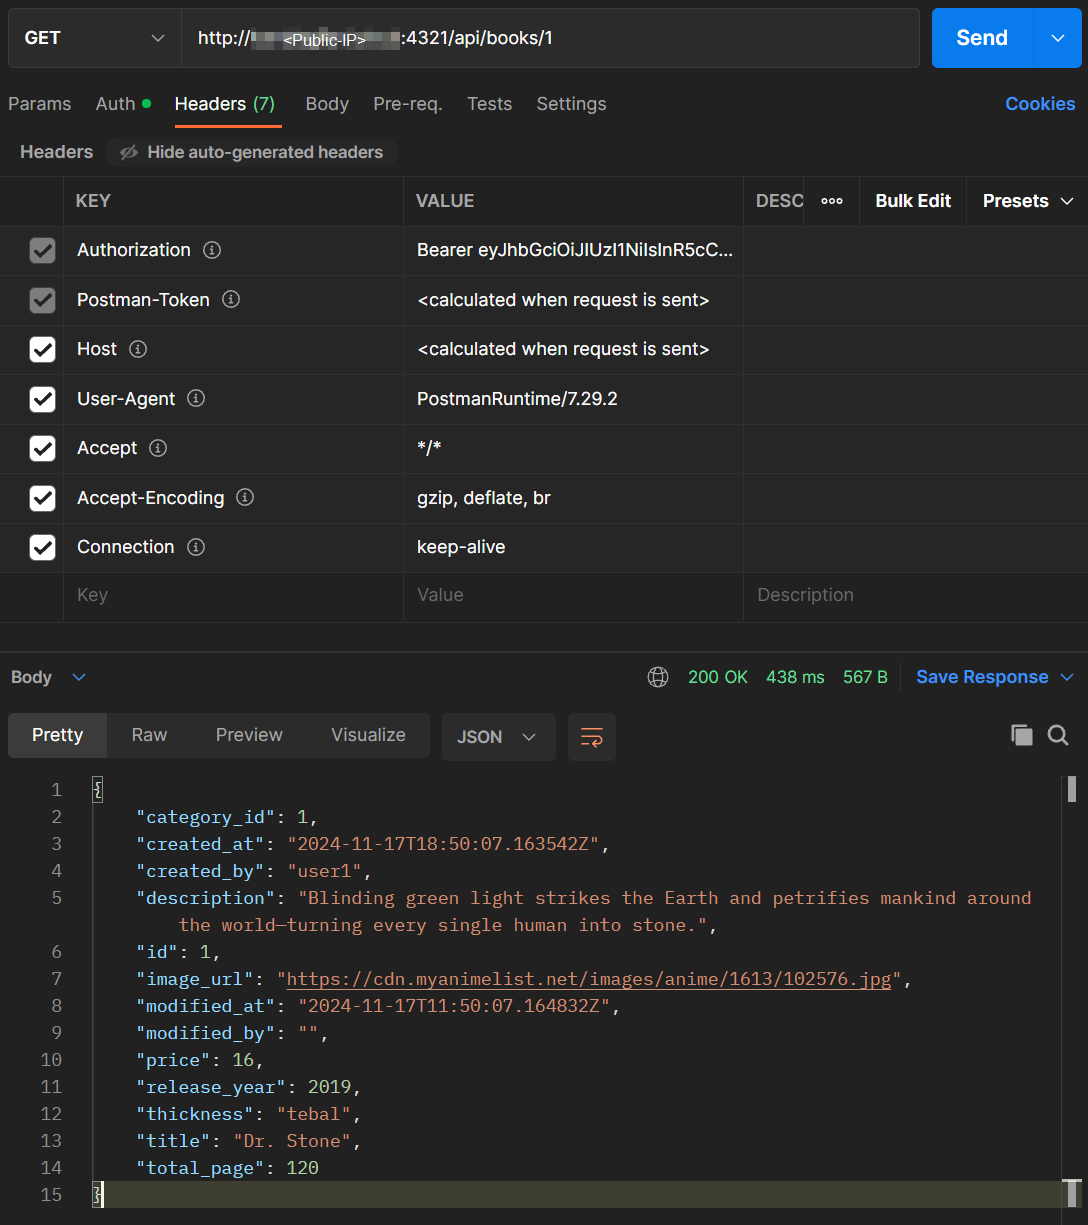 GET http://<Public-IP>:4321/api/books/1 Send
Params Auth Headers (7) Body Pre-req. Tests Settings Cookies
Headers Hide auto-generated headers
KEY VALUE DESC ooo Bulk Edit Presets
Authorization Bearer eyJhbGciOiJIUzI1NiIsInR5cC...
Postman-Token <calculated when request is sent>
Host <calculated when request is sent>
User-Agent PostmanRuntime/7.29.2
Accept */*
Accept-Encoding gzip, deflate, br
Connection keep-alive
Key Value Description
Body 200 OK 438 ms 567 B Save Response
Pretty Raw Preview Visualize JSON
1 {
2 "category_id": 1,
3 "created_at": "2024-11-17T18:50:07.163542Z",
4 "created_by": "user1",
5 "description": "Blinding green light strikes the Earth and petrifies mankind around
the world—turning every single human into stone.",
6 "id": 1,
7 "image_url": "https://cdn.myanimelist.net/images/anime/1613/102576.jpg",
8 "modified_at": "2024-11-17T11:50:07.164832Z",
9 "modified_by": "",
10 "price": 16,
11 "release_year": 2019,
12 "thickness": "tebal",
13 "title": "Dr. Stone",
14 "total_page": 120
15 }